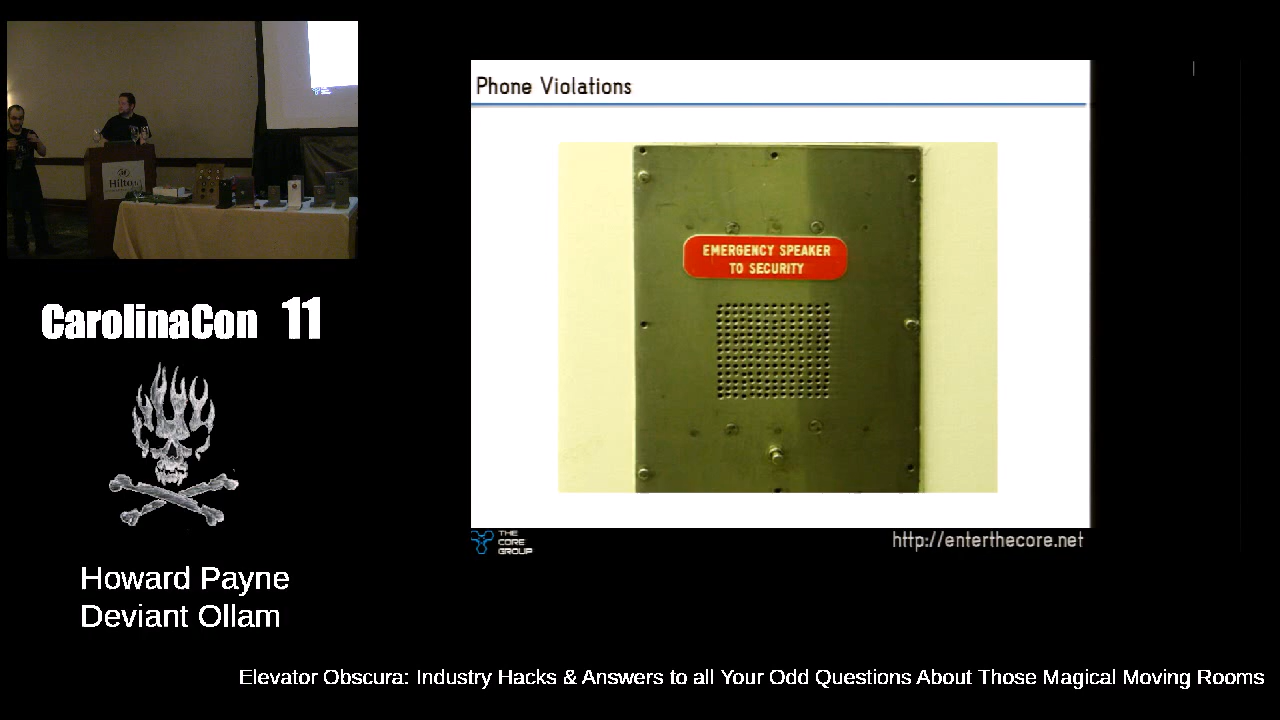 Phone Violations
EMERGENCY SPEAKER
TO SECURITY
Hilton
CarolinaCon 11
THE
CORE
GROUP
http://enterthecore.net
Howard Payne
Deviant Ollam
Elevator Obscura: Industry Hacks & Answers to all Your Odd Questions About Those Magical Moving Rooms